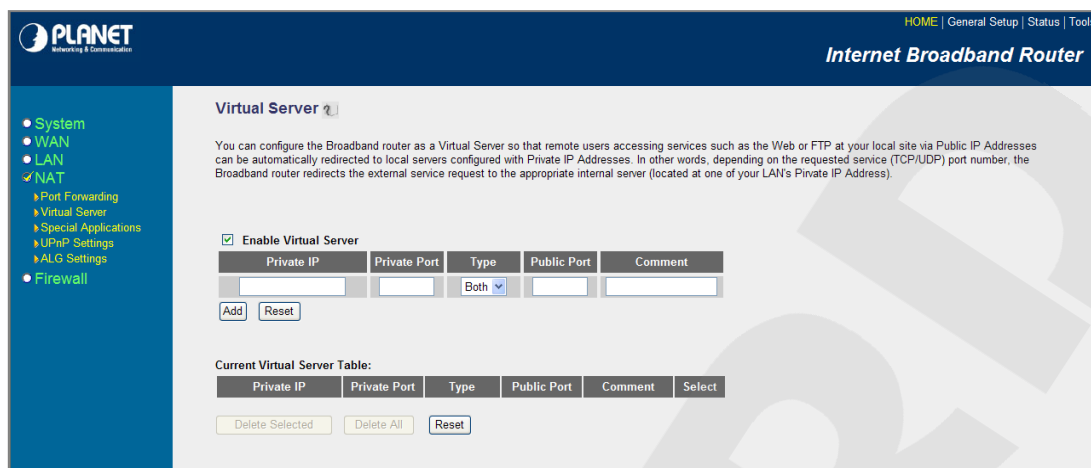 PLANET
Networking & Communication
HOME | General Setup | Status | Tools
Internet Broadband Router
System
WAN
LAN
NAT
Port Forwarding
Virtual Server
Special Applications
UPnP Settings
ALG Settings
Firewall
Virtual Server
You can configure the Broadband router as a Virtual Server so that remote users accessing services such as the Web or FTP at your local site via Public IP Addresses
can be automatically redirected to local servers configured with Private IP Addresses. In other words, depending on the requested service (TCP/UDP) port number, the
Broadband router redirects the external service request to the appropriate internal server (located at one of your LAN's Private IP Address).
Enable Virtual Server
Private IP Private Port Type Public Port Comment
Both
Add Reset
Current Virtual Server Table:
Private IP Private Port Type Public Port Comment Select
Delete Selected Delete All Reset